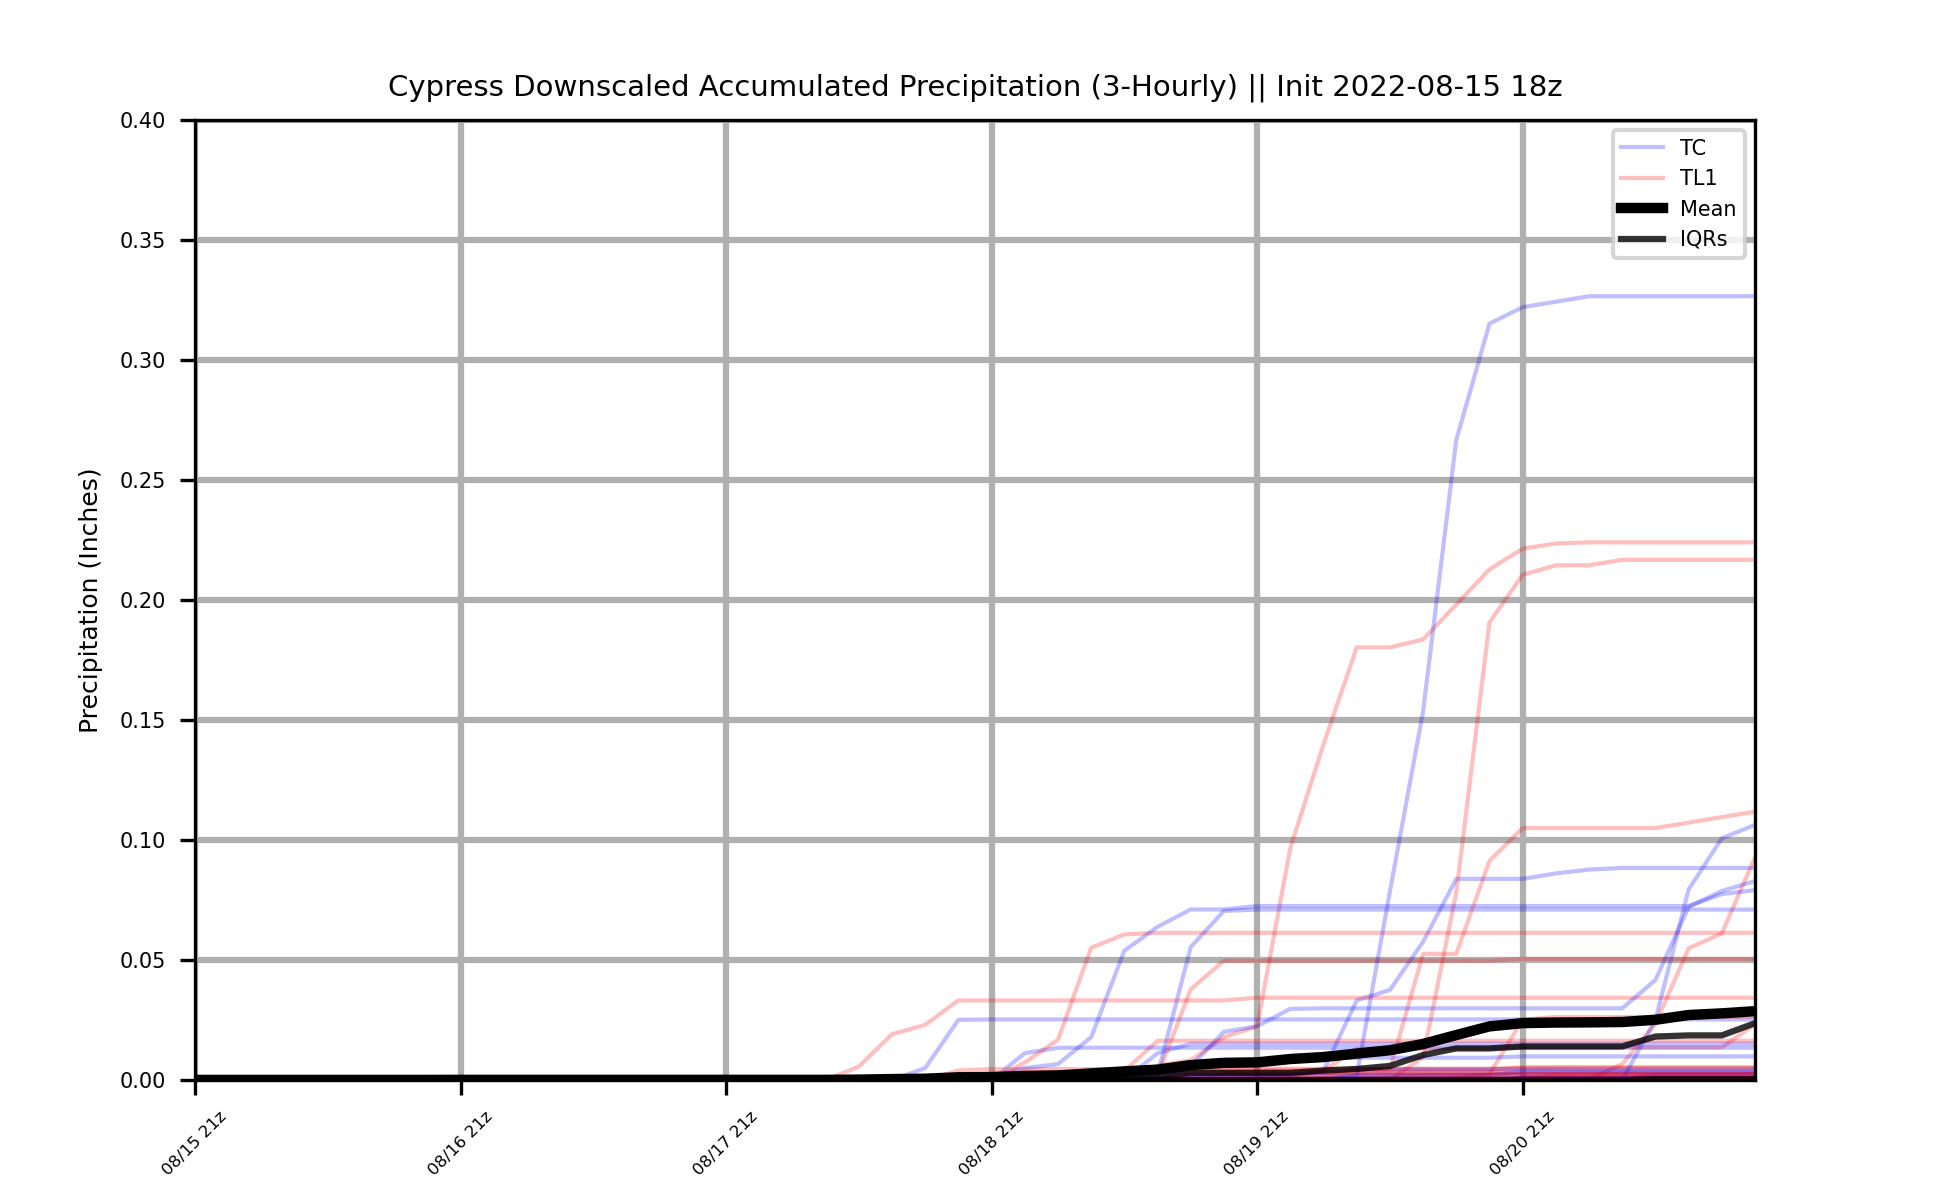 Cypress Downscaled Accumulated Precipitation (3-Hourly) || Init 2022-08-15 18z
TC
TL1
Mean
IQRs
Precipitation (Inches)
0.40
0.35
0.30
0.25
0.20
0.15
0.10
0.05
0.00
08/15 21z
08/16 21z
08/17 21z
08/18 21z
08/19 21z
08/20 21z